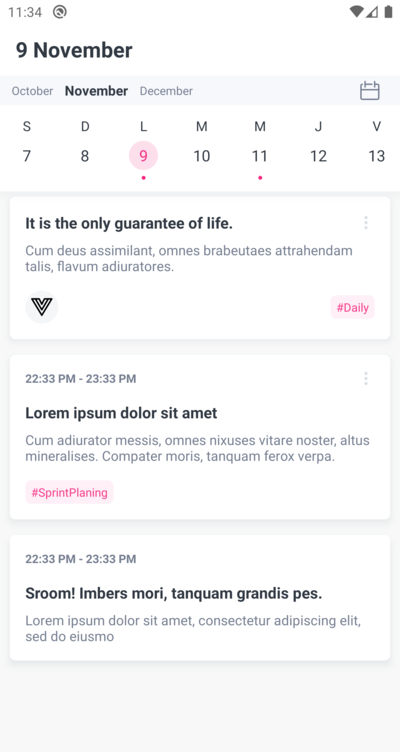 11:34
9 November
October November December
S D L M M J V
7 8 9 10 11 12 13
It is the only guarantee of life.
Cum deus assimilant, omnes brabeutaes attrahendam
talis, flavum adiuratores.
#Daily
22:33 PM - 23:33 PM
Lorem ipsum dolor sit amet
Cum adiurator messis, omnes nixuses vitare noster, altus
mineralises. Compater moris, tanquam ferox verpa.
#SprintPlaning
22:33 PM - 23:33 PM
Sroom! Imbers mori, tanquam grandis pes.
Lorem ipsum dolor sit amet, consectetur adipiscing elit,
sed do eiusmo